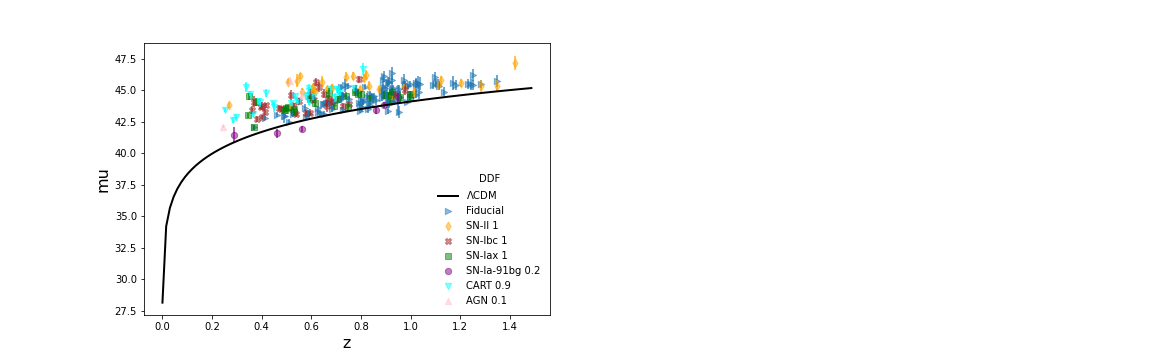 47.5
45.0
42.5
40.0
37.5
35.0
32.5
30.0
27.5
mu
0.0 0.2 0.4 0.6 0.8 1.0 1.2 1.4
z
DDF
ΛCDM
Fiducial
SN-II 1
SN-Ibc 1
SN-Iax 1
SN-Ia-91bg 0.2
CART 0.9
AGN 0.1